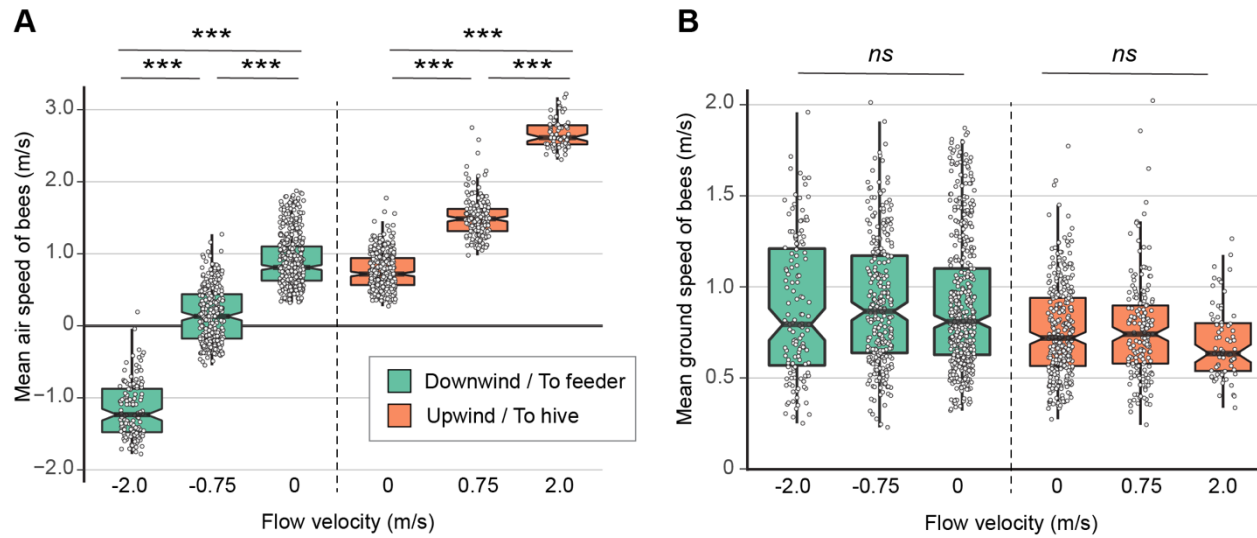 A
***
***
***
***
***
***
***
Mean air speed of bees (m/s)
3.0
2.0
1.0
0
−1.0
−2.0
-2.0 -0.75 0 0 0.75 2.0
Flow velocity (m/s)
Downwind / To feeder
Upwind / To hive
B
ns
ns
Mean ground speed of bees (m/s)
2.0
1.5
1.0
0.5
0
-2.0 -0.75 0 0 0.75 2.0
Flow velocity (m/s)